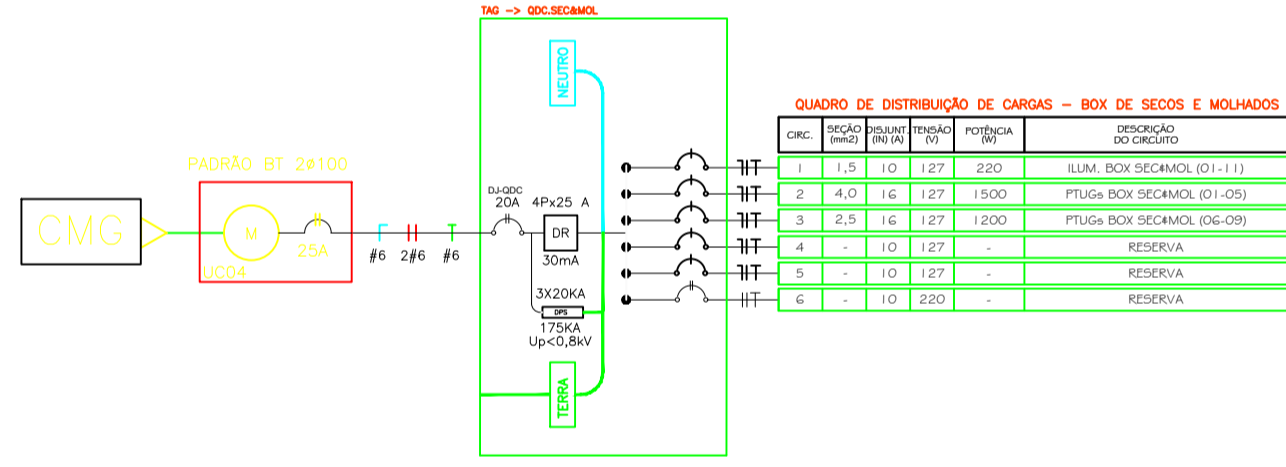 TAG -> QDC.SEC&MOL
NEUTRO
PADRÃO BT 2ø100
CMG
M
UC04
25A
#6
2#6
#6
DJ-QDC
20A
4Px25 A
DR
30mA
3X20KA
DPS
175KA
Up<0,8kV
TERRA
QUADRO DE DISTRIBUIÇÃO DE CARGAS – BOX DE SECOS E MOLHADOS
CIRC. SEÇÃO (mm2) DISJUNT. (IN) (A) TENSÃO (V) POTÊNCIA (W) DESCRIÇÃO DO CIRCUITO
1 1,5 10 127 220 ILUM. BOX SEC&MOL (01-11)
2 4,0 16 127 1500 PTUGs BOX SEC&MOL (01-05)
3 2,5 16 127 1200 PTUGs BOX SEC&MOL (06-09)
4 - 10 127 - RESERVA
5 - 10 127 - RESERVA
6 - 10 220 - RESERVA